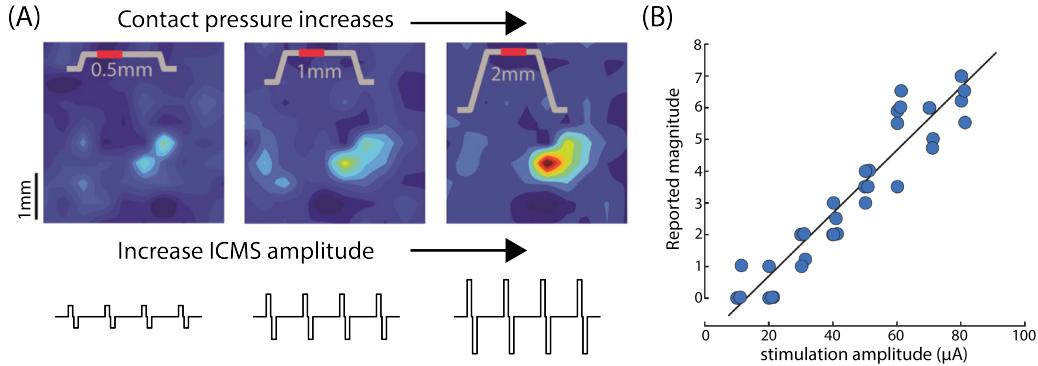 (A)
Contact pressure increases
0.5mm
1mm
2mm
1mm
Increase ICMS amplitude
(B)
Reported magnitude
8
7
6
5
4
3
2
1
0
0
20
40
60
80
100
stimulation amplitude (µA)